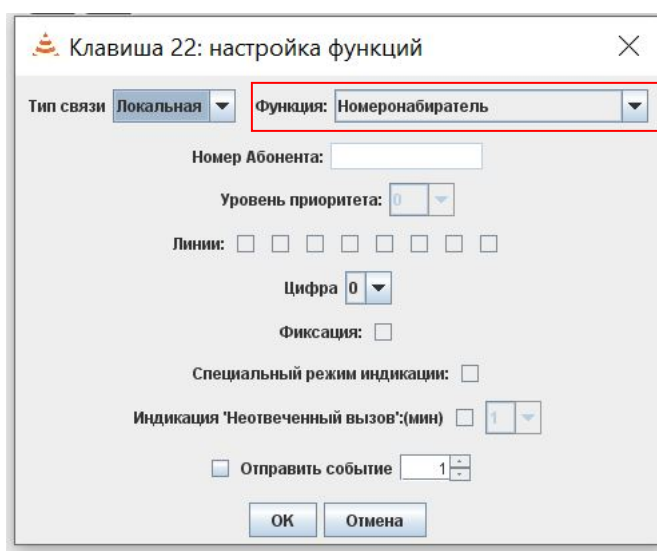 Клавиша 22: настройка функций
Тип связи Локальная Функция: Номеронабиратель
Номер Абонента:
Уровень приоритета: 0
Линии:
Цифра 0
Фиксация:
Специальный режим индикации:
Индикация 'Неотвеченный вызов':(мин) 1
Отправить событие 1
ОК Отмена